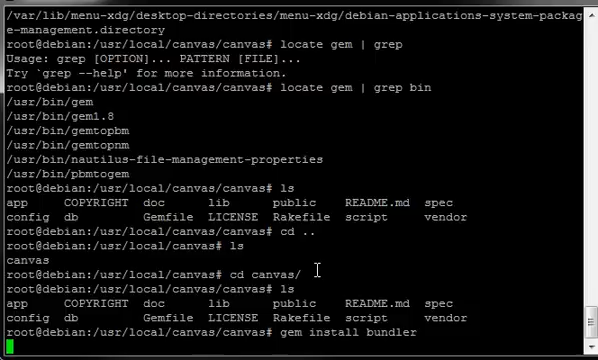 /var/lib/menu-xdg/desktop-directories/menu-xdg/debian-applications-system-packag
e-management.directory
root@debian:/usr/local/canvas/canvas# locate gem | grep
Usage: grep [OPTION]... PATTERN [FILE]...
Try `grep --help' for more information.
root@debian:/usr/local/canvas/canvas# locate gem | grep bin
/usr/bin/gem
/usr/bin/gem1.8
/usr/bin/gemtopbm
/usr/bin/gemtopnm
/usr/bin/nautilus-file-management-properties
/usr/bin/pbmtogem
root@debian:/usr/local/canvas/canvas# ls
app COPYRIGHT doc lib public README.md spec
config db Gemfile LICENSE Rakefile script vendor
root@debian:/usr/local/canvas/canvas# cd ..
root@debian:/usr/local/canvas# ls
canvas
root@debian:/usr/local/canvas# cd canvas/
root@debian:/usr/local/canvas/canvas# ls
app COPYRIGHT doc lib public README.md spec
config db Gemfile LICENSE Rakefile script vendor
root@debian:/usr/local/canvas/canvas# gem install bundler